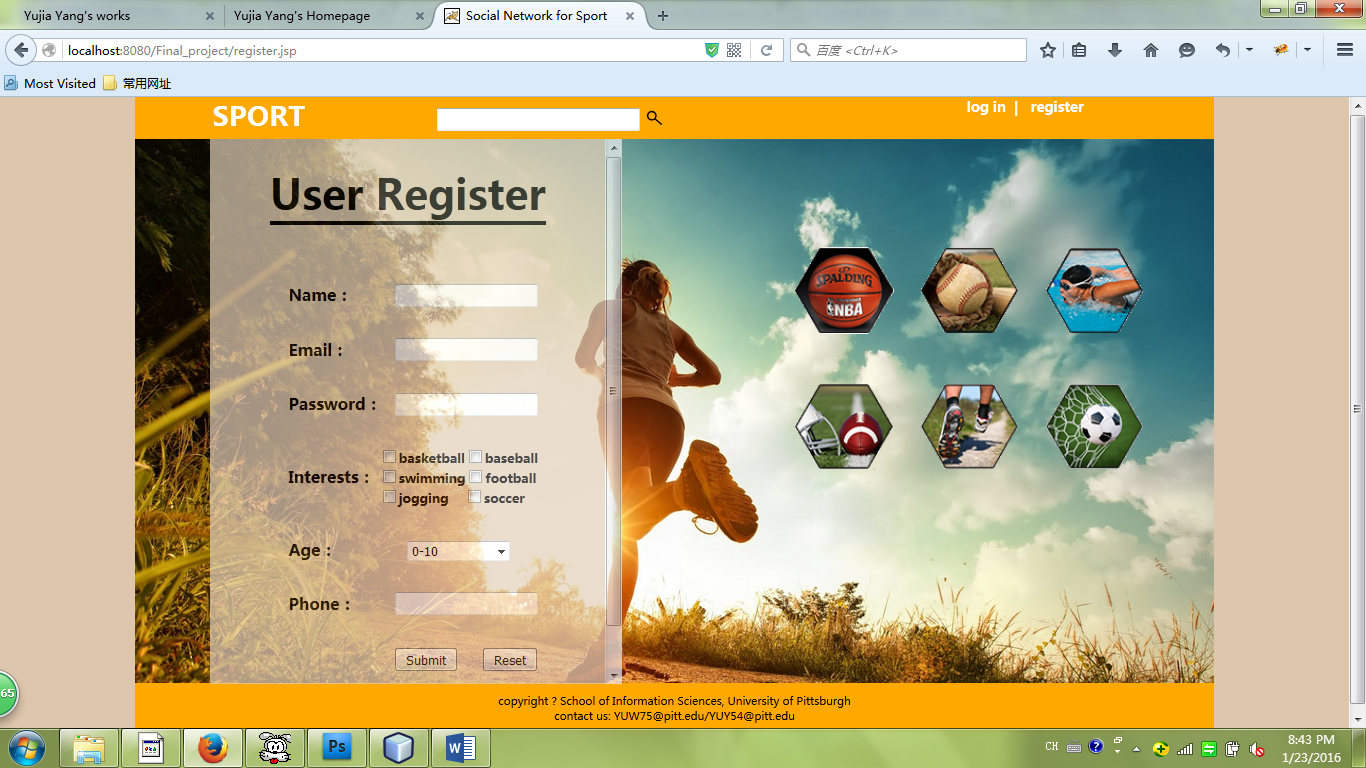 Yujia Yang's works
Yujia Yang's Homepage
Social Network for Sport
localhost:8080/Final_project/register.jsp
百度 <Ctrl+K>
Most Visited
常用网址
SPORT
log in | register
User Register
Name :
Email :
Password :
Interests :
basketball baseball
swimming football
jogging soccer
Age :
0-10
Phone :
Submit Reset
SPALDING
NBA
65
copyright ? School of Information Sciences, University of Pittsburgh
contact us: YUW75@pitt.edu/YUY54@pitt.edu
Ps
W
CH
8:43 PM
1/23/2016